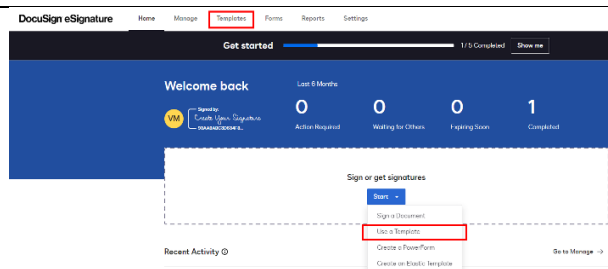 DocuSign eSignature Home Manage Templates Forms Reports Settings
Get started 1/5 Completed Show me
Welcome back Last 6 Months
VM Signed by: Create Your Signature 0 0 0 1
Action Required Waiting for Others Expiring Soon Completed
Sign or get signatures
Start
Sign a Document
Use a Template
Create a PowerForm
Recent Activity Go to Manage →
Create an Elastic Template